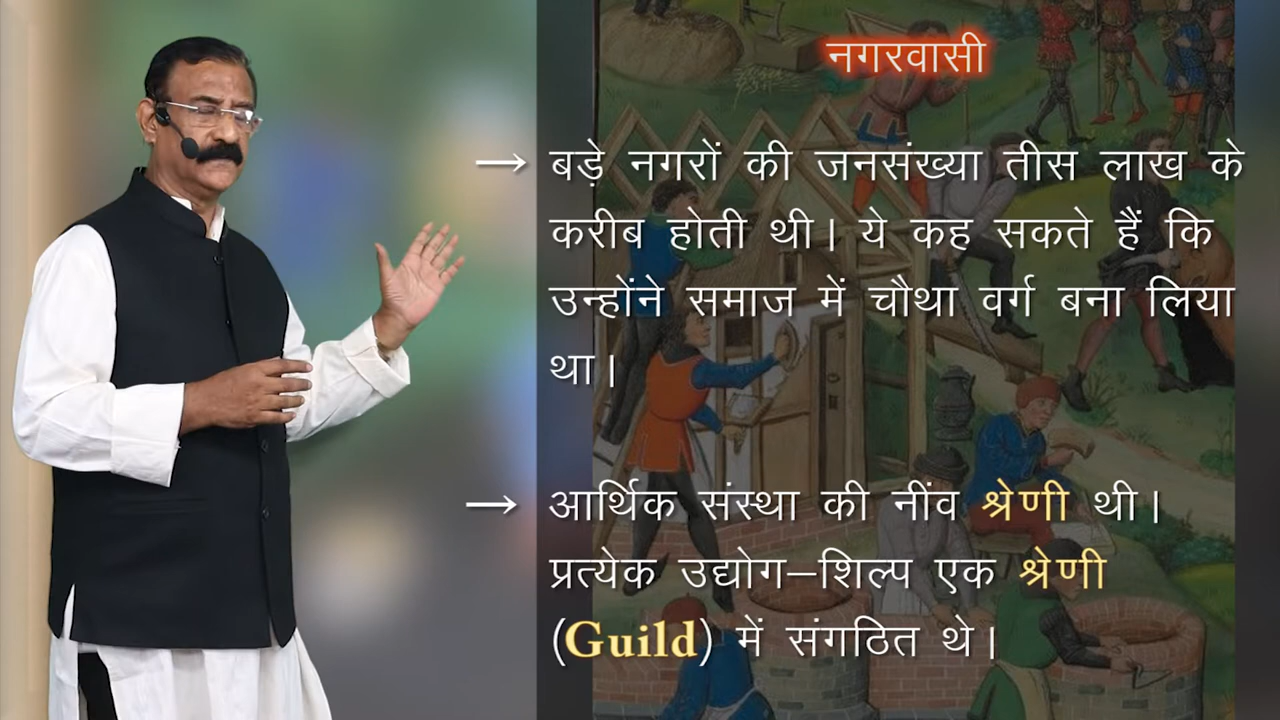 नगरवासी
→ बड़े नगरों की जनसंख्या तीस लाख के
करीब होती थी। ये कह सकते हैं कि
उन्होंने समाज में चौथा वर्ग बना लिया
था।
→ आर्थिक संस्था की नींव श्रेणी थी।
प्रत्येक उद्योग–शिल्प एक श्रेणी
(Guild) में संगठित थे।